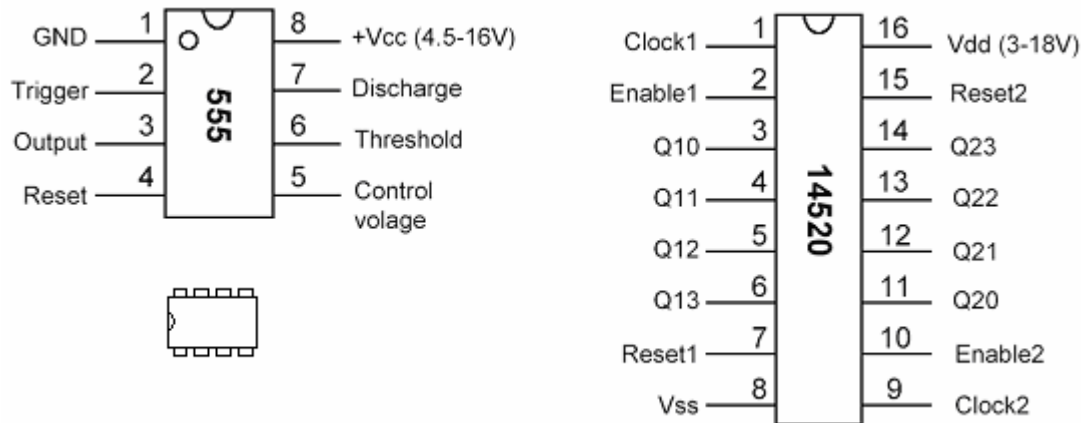 GND 1 8 +Vcc (4.5-16V)
Trigger 2 7 Discharge
Output 3 6 Threshold
Reset 4 5 Control
volage
555
Clock1 1 16 Vdd (3-18V)
Enable1 2 15 Reset2
Q10 3 14 Q23
Q11 4 13 Q22
Q12 5 12 Q21
Q13 6 11 Q20
Reset1 7 10 Enable2
Vss 8 9 Clock2
14520